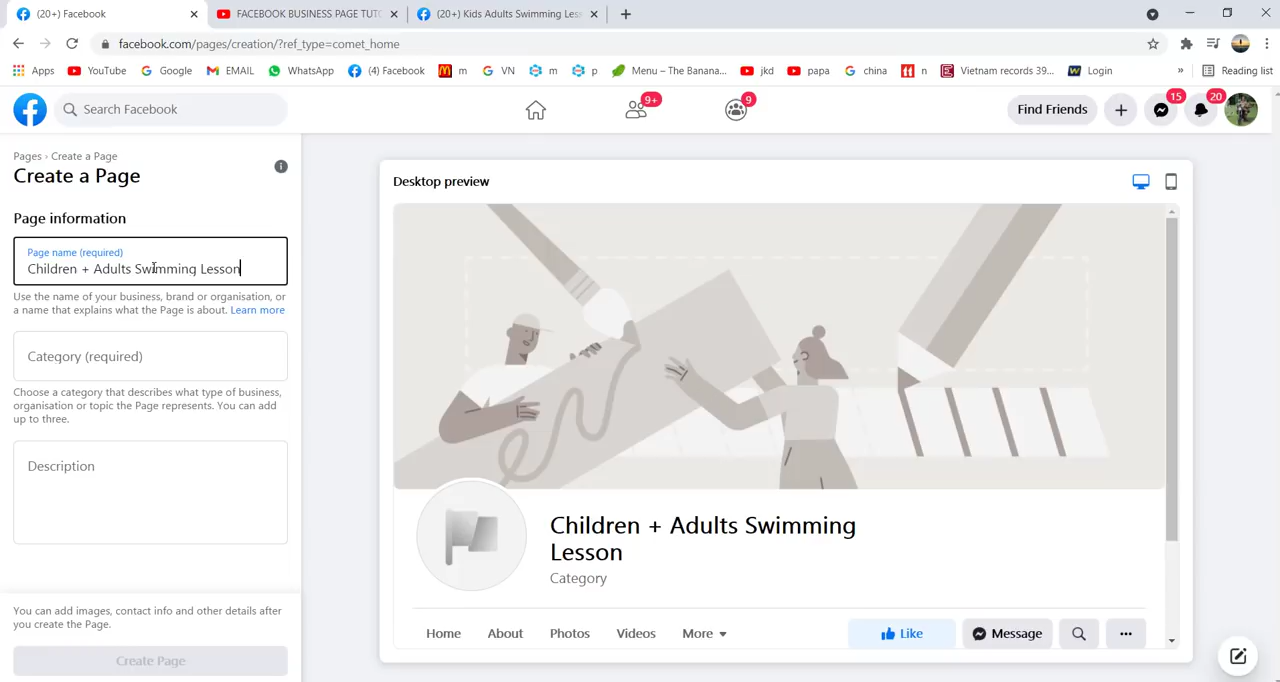 (20+) Facebook
FACEBOOK BUSINESS PAGE TUT
(20+) Kids Adults Swimming Less
facebook.com/pages/creation/?ref_type=comet_home
Apps
YouTube
Google
EMAIL
WhatsApp
(4) Facebook
m
VN
m
p
Menu – The Banana...
jkd
papa
china
n
Vietnam records 39...
Login
»
Reading list
Search Facebook
9+
9
Find Friends
15
20
Pages › Create a Page
Create a Page
Page information
Page name (required)
Children + Adults Swimming Lesson
Use the name of your business, brand or organisation, or
a name that explains what the Page is about. Learn more
Category (required)
Choose a category that describes what type of business,
organisation or topic the Page represents. You can add
up to three.
Description
You can add images, contact info and other details after
you create the Page.
Create Page
Desktop preview
Children + Adults Swimming
Lesson
Category
Home
About
Photos
Videos
More
Like
Message